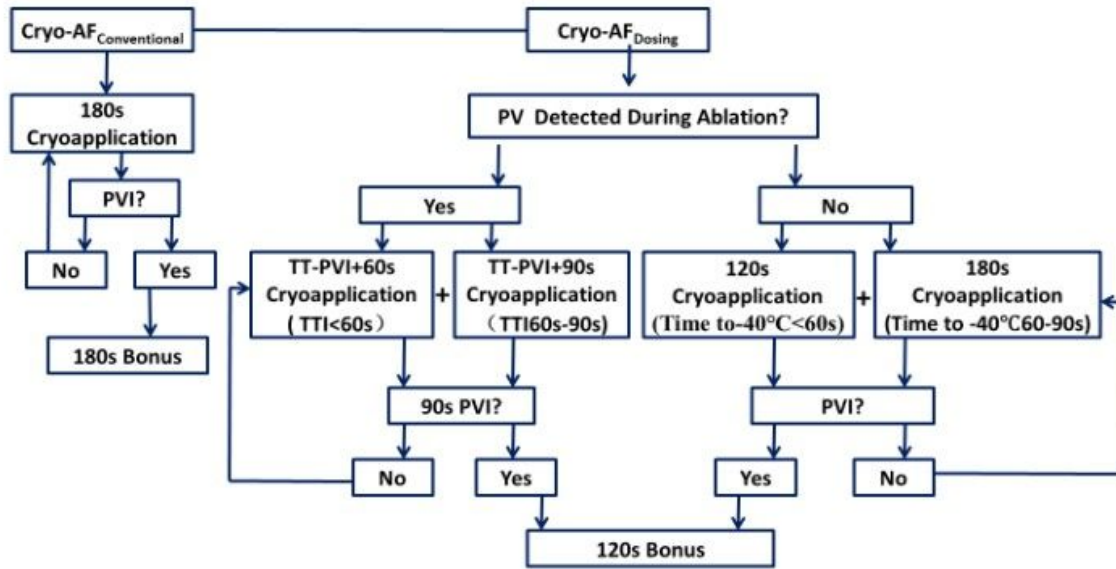 Cryo-AFConventional
Cryo-AFDosing
180s
Cryoapplication
PV Detected During Ablation?
PVI?
Yes
No
No
Yes
TT-PVI+60s
Cryoapplication
( TTI<60s）
+
TT-PVI+90s
Cryoapplication
（TTI60s-90s)
120s
Cryoapplication
(Time to-40℃<60s)
+
180s
Cryoapplication
(Time to -40℃60-90s)
180s Bonus
90s PVI?
PVI?
No
Yes
Yes
No
120s Bonus